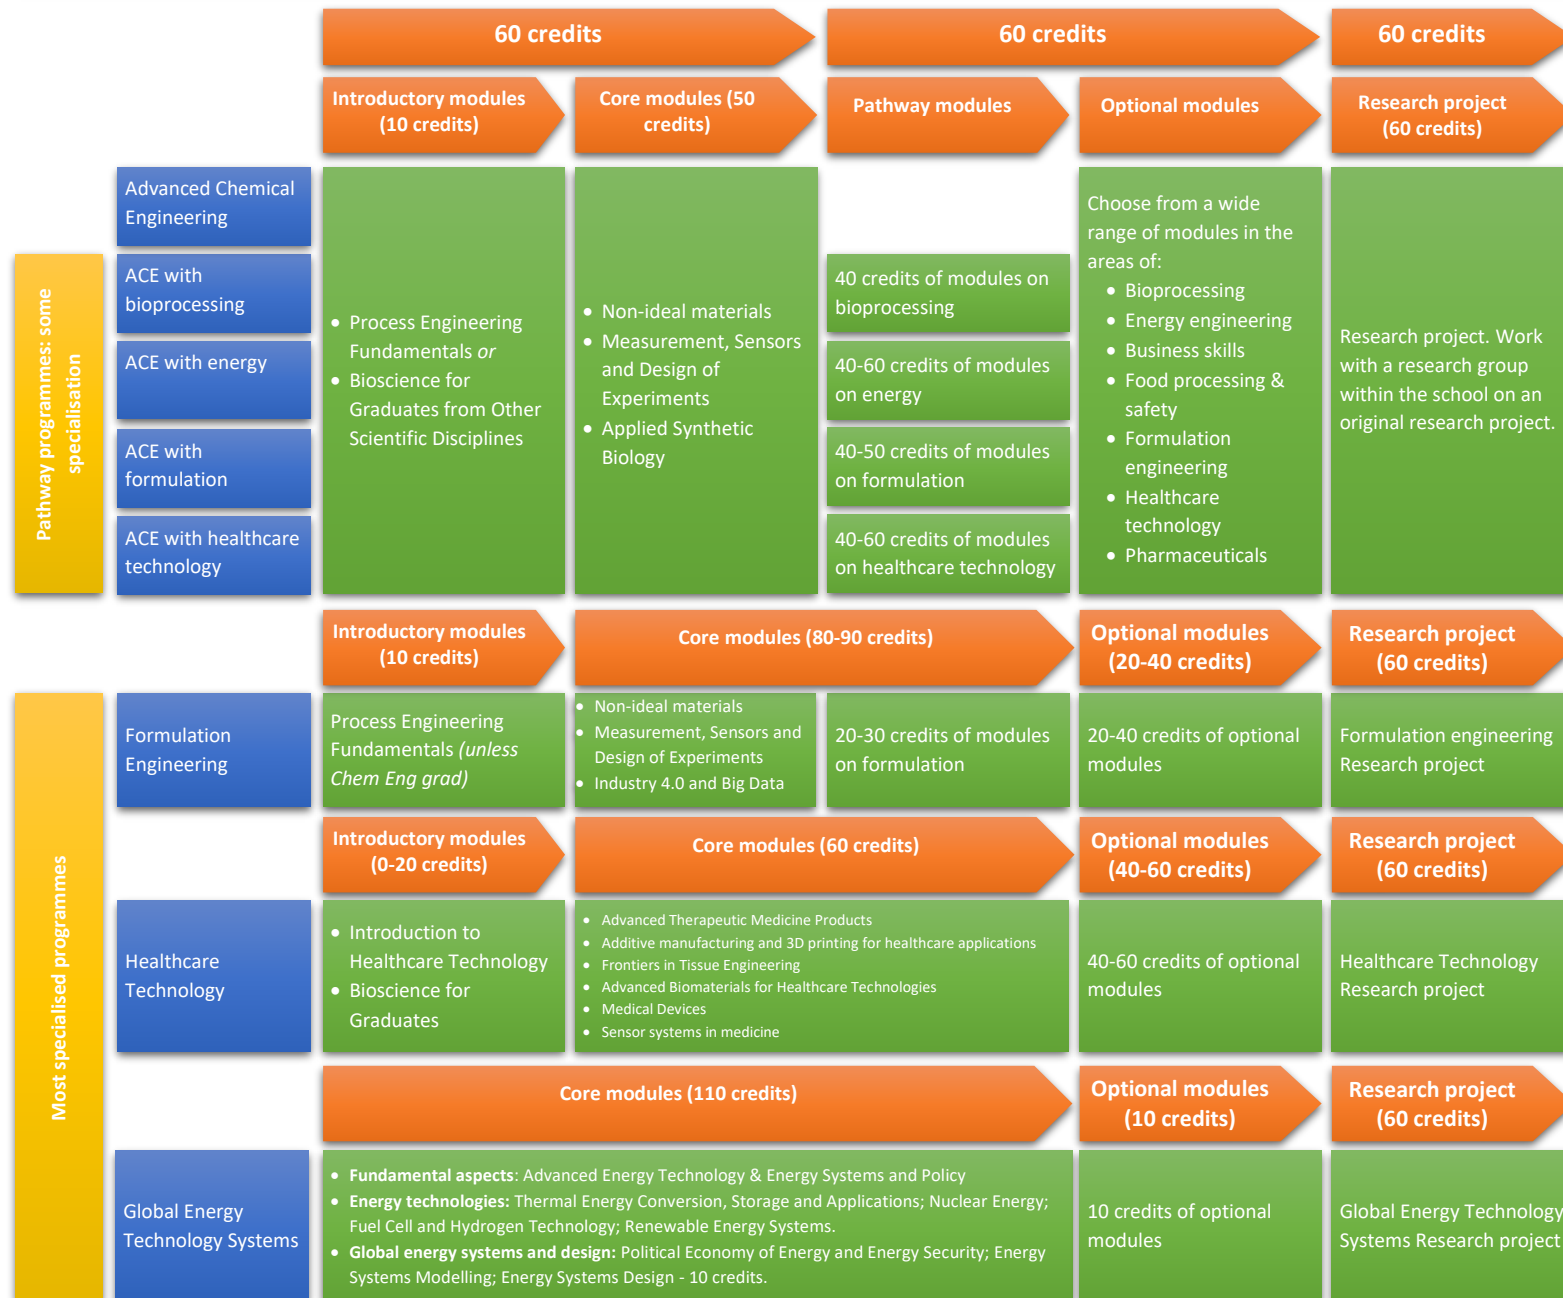 60 credits
60 credits
60 credits
Introductory modules
(10 credits)
Core modules (50
credits)
Pathway modules
Optional modules
Research project
(60 credits)
Pathway programmes: some
specialisation
Advanced Chemical
Engineering
ACE with
bioprocessing
ACE with energy
ACE with
formulation
ACE with healthcare
technology
• Process Engineering
Fundamentals or
• Bioscience for
Graduates from Other
Scientific Disciplines
• Non-ideal materials
• Measurement, Sensors
and Design of
Experiments
• Applied Synthetic
Biology
40 credits of modules on
bioprocessing
40-60 credits of modules
on energy
40-50 credits of modules
on formulation
40-60 credits of modules
on healthcare technology
Choose from a wide
range of modules in the
areas of:
• Bioprocessing
• Energy engineering
• Business skills
• Food processing &
safety
• Formulation
engineering
• Healthcare
technology
• Pharmaceuticals
Research project. Work
with a research group
within the school on an
original research project.
Introductory modules
(10 credits)
Core modules (80-90 credits)
Optional modules
(20-40 credits)
Research project
(60 credits)
Most specialised programmes
Formulation
Engineering
Process Engineering
Fundamentals (unless
Chem Eng grad)
• Non-ideal materials
• Measurement, Sensors and
Design of Experiments
• Industry 4.0 and Big Data
20-30 credits of modules
on formulation
20-40 credits of optional
modules
Formulation engineering
Research project
Introductory modules
(0-20 credits)
Core modules (60 credits)
Optional modules
(40-60 credits)
Research project
(60 credits)
Healthcare
Technology
• Introduction to
Healthcare Technology
• Bioscience for
Graduates
• Advanced Therapeutic Medicine Products
• Additive manufacturing and 3D printing for healthcare applications
• Frontiers in Tissue Engineering
• Advanced Biomaterials for Healthcare Technologies
• Medical Devices
• Sensor systems in medicine
40-60 credits of optional
modules
Healthcare Technology
Research project
Core modules (110 credits)
Optional modules
(10 credits)
Research project
(60 credits)
Global Energy
Technology Systems
• Fundamental aspects: Advanced Energy Technology & Energy Systems and Policy
• Energy technologies: Thermal Energy Conversion, Storage and Applications; Nuclear Energy;
Fuel Cell and Hydrogen Technology; Renewable Energy Systems.
• Global energy systems and design: Political Economy of Energy and Energy Security; Energy
Systems Modelling; Energy Systems Design - 10 credits.
10 credits of optional
modules
Global Energy Technology
Systems Research project